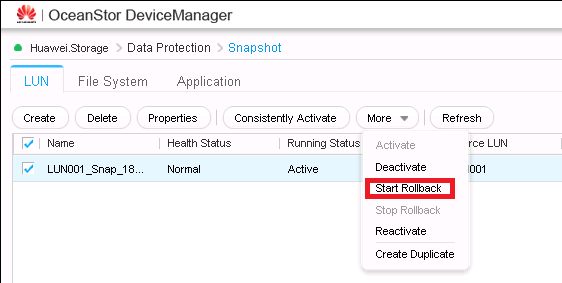 HUAWEI
OceanStor DeviceManager
Huawei.Storage > Data Protection > Snapshot
LUN File System Application
Create Delete Properties Consistently Activate More Refresh
Name Health Status Running Status rce LUN
LUN001_Snap_18... Normal Active 001
Activate
Deactivate
Start Rollback
Stop Rollback
Reactivate
Create Duplicate